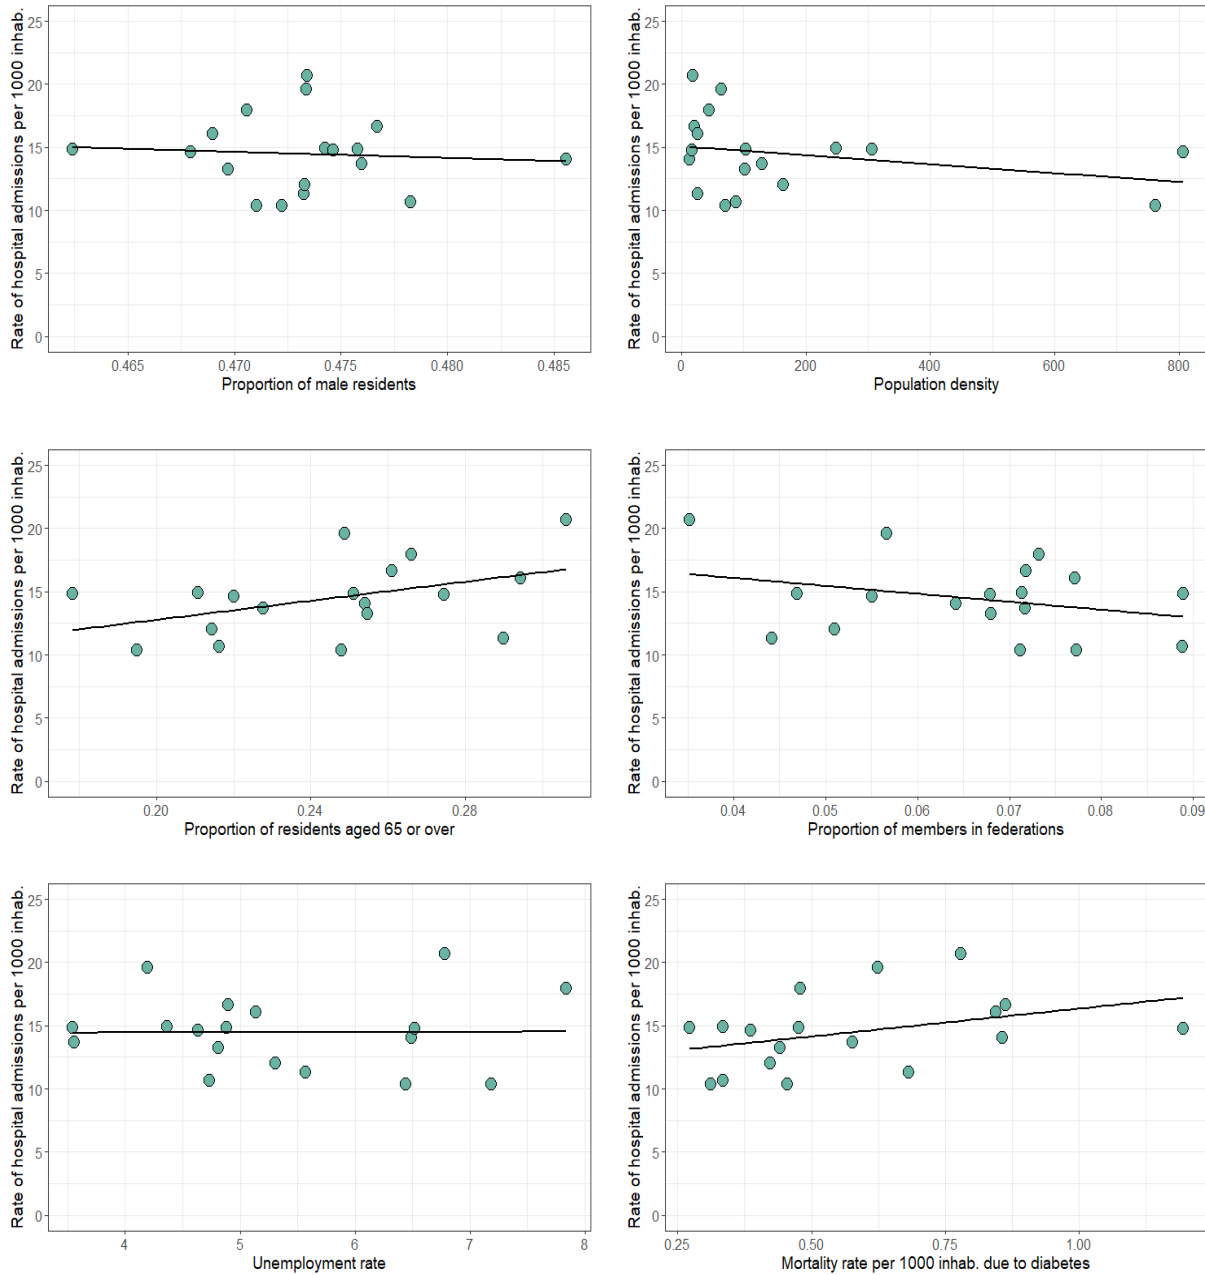 Rate of hospital admissions per 1000 inhab.
25
20
15
10
5
0
0.465 0.470 0.475 0.480 0.485
Proportion of male residents
Rate of hospital admissions per 1000 inhab.
25
20
15
10
5
0
0 200 400 600 800
Population density
Rate of hospital admissions per 1000 inhab.
25
20
15
10
5
0
0.20 0.24 0.28
Proportion of residents aged 65 or over
Rate of hospital admissions per 1000 inhab.
25
20
15
10
5
0
0.04 0.05 0.06 0.07 0.08 0.09
Proportion of members in federations
Rate of hospital admissions per 1000 inhab.
25
20
15
10
5
0
4 5 6 7 8
Unemployment rate
Rate of hospital admissions per 1000 inhab.
25
20
15
10
5
0
0.25 0.50 0.75 1.00
Mortality rate per 1000 inhab. due to diabetes